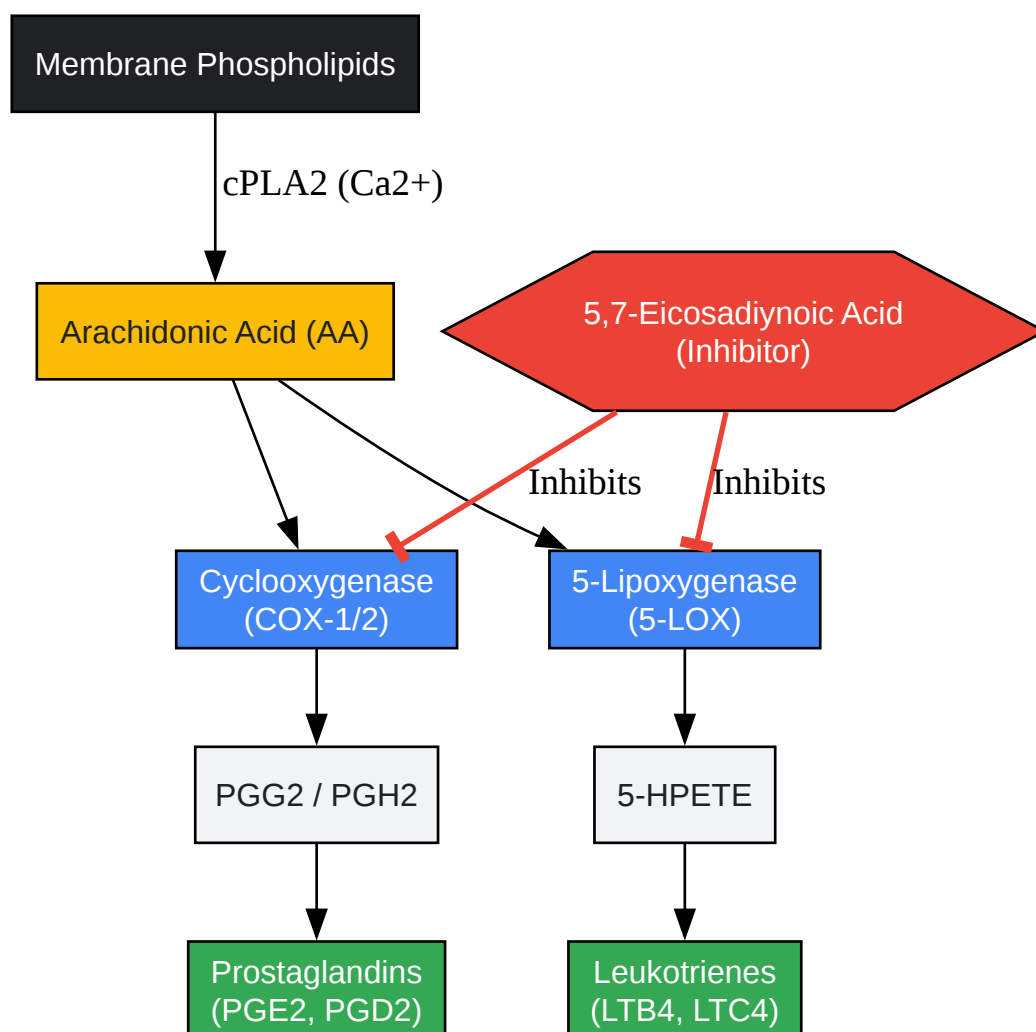 Membrane Phospholipids
cPLA2 (Ca2+)
Arachidonic Acid (AA)
5,7-Eicosadiynoic Acid
(Inhibitor)
Inhibits
Inhibits
Cyclooxygenase
(COX-1/2)
5-Lipoxygenase
(5-LOX)
PGG2 / PGH2
5-HPETE
Prostaglandins
(PGE2, PGD2)
Leukotrienes
(LTB4, LTC4)